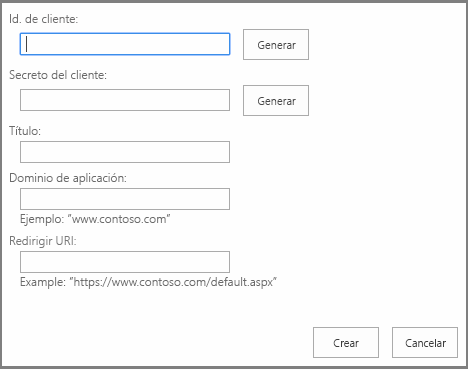 Id. de cliente:
Generar
Secreto del cliente:
Generar
Título:
Dominio de aplicación:
Ejemplo: "www.contoso.com"
Redirigir URI:
Example: "https://www.contoso.com/default.aspx"
Crear Cancelar